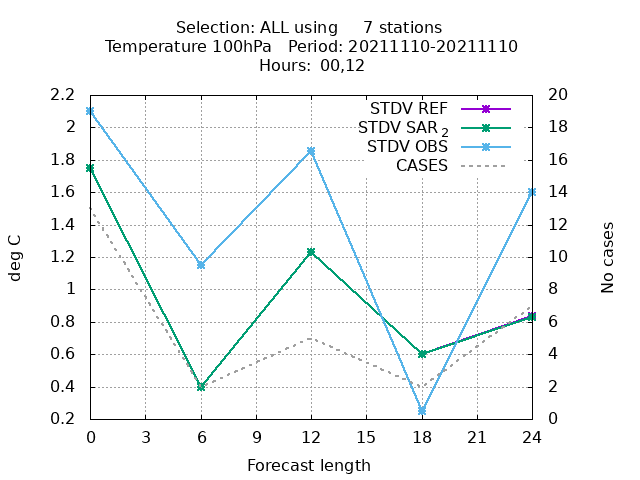 Selection: ALL using     7 stations
Temperature 100hPa   Period: 20211110-20211110
Hours: 00,12
STDV REF
STDV SAR 2
STDV OBS
CASES
2.2
2
1.8
1.6
1.4
1.2
1
0.8
0.6
0.4
0.2
20
18
16
14
12
10
8
6
4
2
0
deg C
No cases
0 3 6 9 12 15 18 21 24
Forecast length